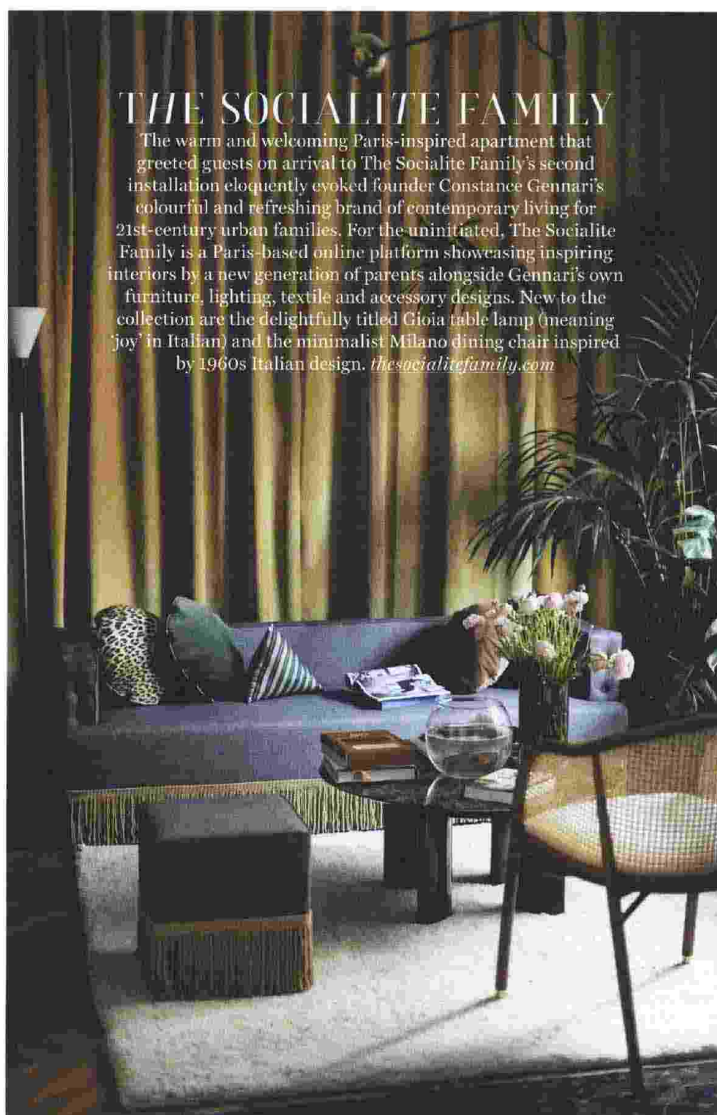 THE SOCIALITE FAMILY
The warm and welcoming Paris-inspired apartment that
greeted guests on arrival to The Socialite Family's second
installation eloquently evoked founder Constance Gennari's
colourful and refreshing brand of contemporary living for
21st-century urban families. For the uninitiated, The Socialite
Family is a Paris-based online platform showcasing inspiring
interiors by a new generation of parents alongside Gennari's own
furniture, lighting, textile and accessory designs. New to the
collection are the delightfully titled Gioia table lamp (meaning
'joy' in Italian) and the minimalist Milano dining chair inspired
by 1960s Italian design. thesocialitefamily.com